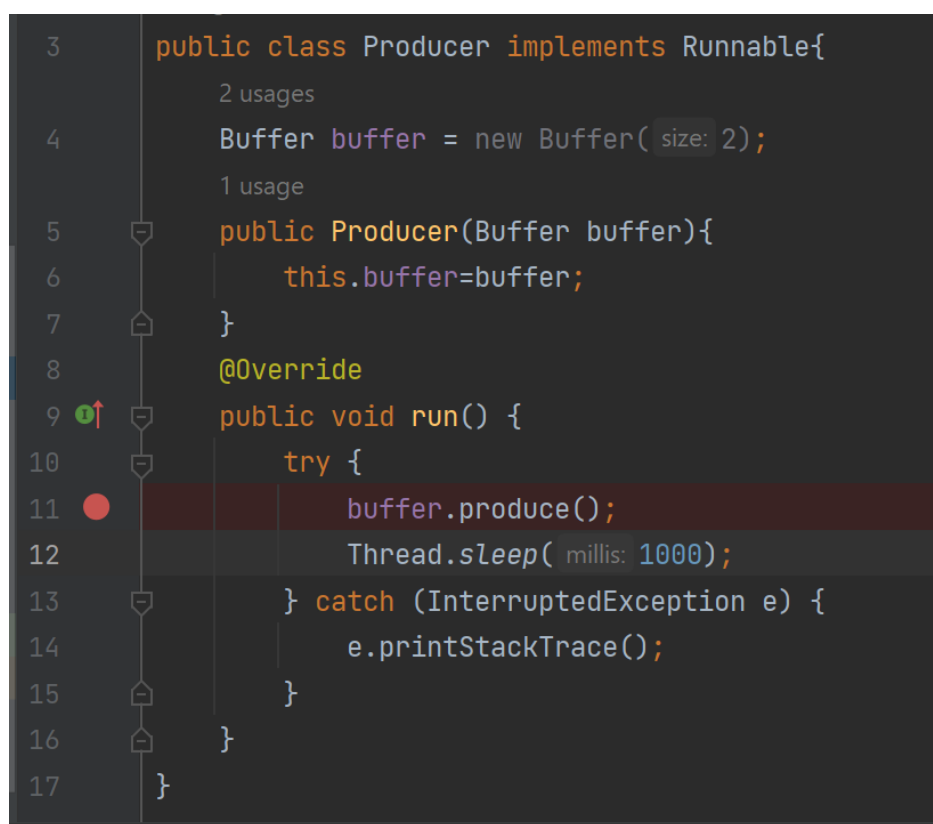 3 public class Producer implements Runnable{
2 usages
4 Buffer buffer = new Buffer( size: 2);
1 usage
5 public Producer(Buffer buffer){
6 this.buffer=buffer;
7 }
8 @Override
9 I public void run() {
10 try {
11 buffer.produce();
12 Thread.sleep( millis: 1000);
13 } catch (InterruptedException e) {
14 e.printStackTrace();
15 }
16 }
17 }